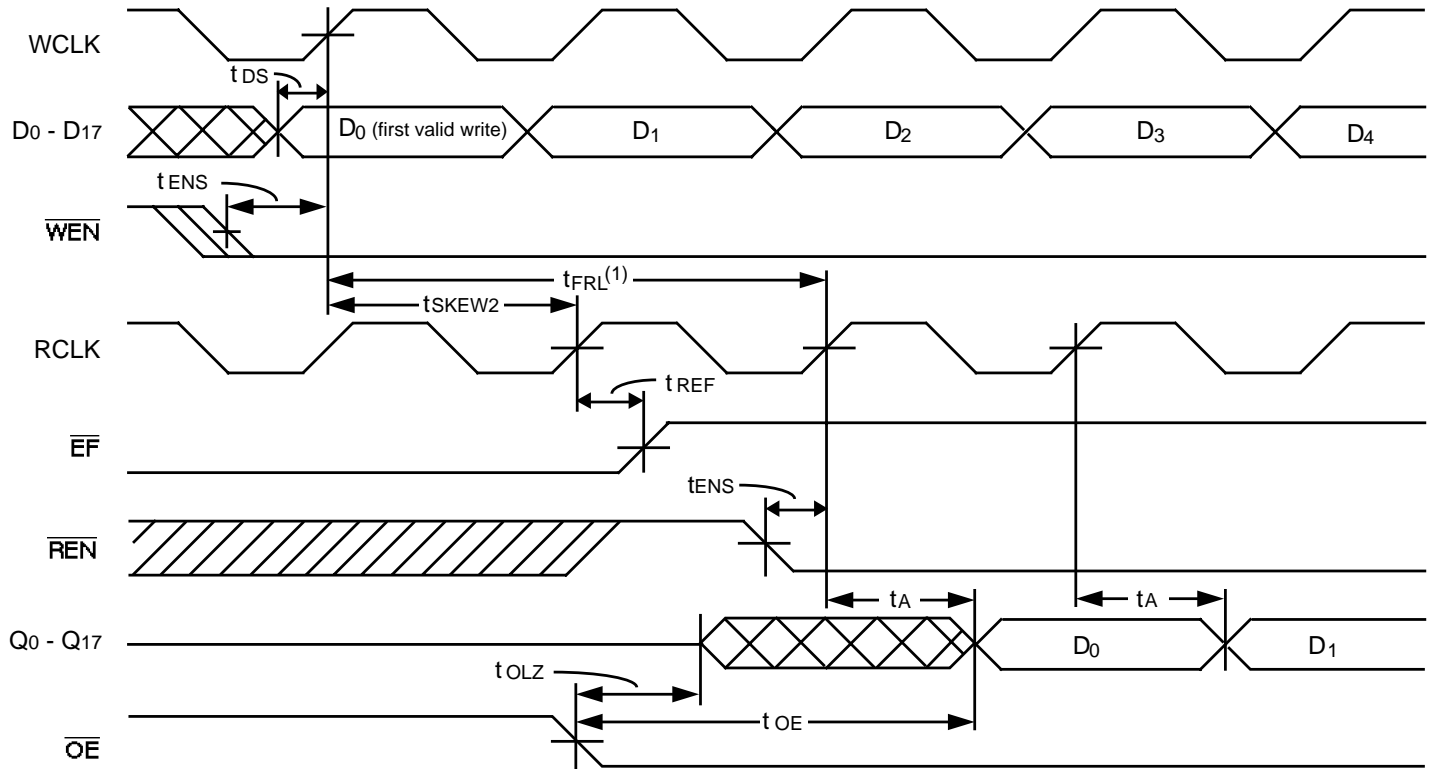 WCLK
tDS
D0 - D17
D0 (first valid write)
D1
D2
D3
D4
tENS
WEN
tFRL(1)
tSKEW2
RCLK
tREF
EF
tENS
REN
tA
tA
Q0 - Q17
D0
D1
tOLZ
tOE
OE